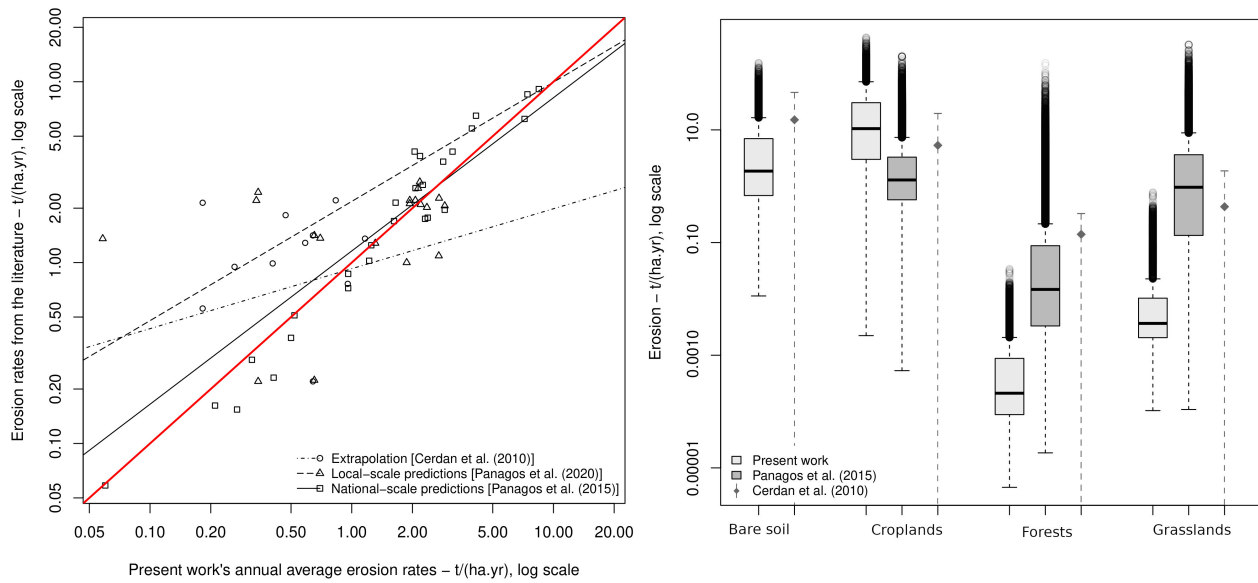 Erosion rates from the literature – t/(ha.yr), log scale
20.00
10.00
5.00
2.00
1.00
0.50
0.20
0.10
0.05
Extrapolation [Cerdan et al. (2010)]
Local–scale predictions [Panagos et al. (2020)]
National–scale predictions [Panagos et al. (2015)]
0.05 0.10 0.20 0.50 1.00 2.00 5.00 10.00 20.00
Present work's annual average erosion rates – t/(ha.yr), log scale
Erosion – t/(ha.yr), log scale
10.0
0.10
0.0010
0.00001
Present work
Panagos et al. (2015)
Cerdan et al. (2010)
Bare soil Croplands Forests Grasslands